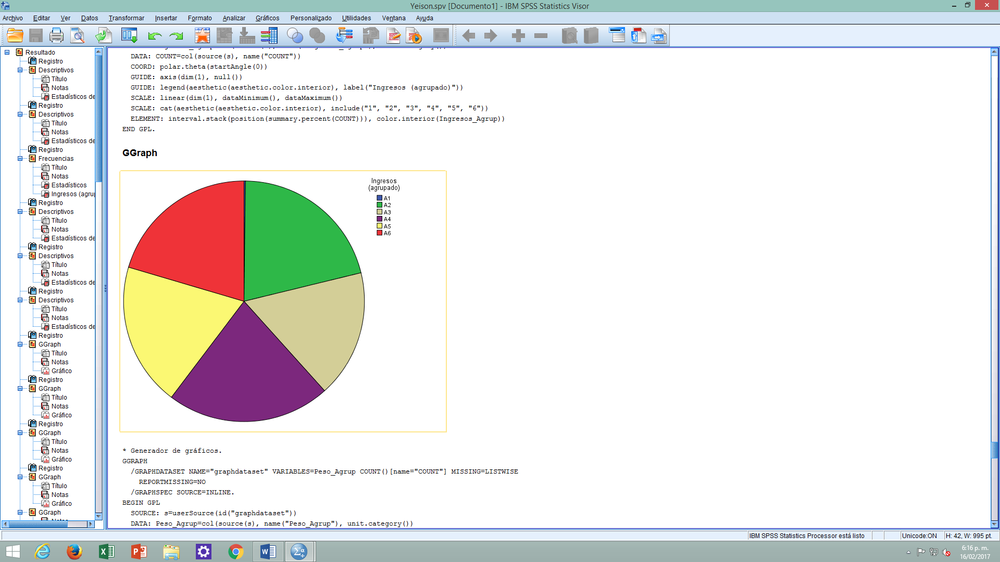 Yeison.spv [Documento1] - IBM SPSS Statistics Visor
Archivo Editar Ver Datos Transformar Insertar Formato Analizar Gráficos Personalizado Utilidades Ventana Ayuda
Resultado
Registro
Descriptivos
Título
Notas
Estadísticos de
Registro
Descriptivos
Título
Notas
Estadísticos de
Registro
Frecuencias
Título
Notas
Estadísticos
Ingresos (agrup
Registro
Descriptivos
Título
Notas
Estadísticos de
Registro
Descriptivos
Título
Notas
Estadísticos de
Registro
Descriptivos
Título
Notas
Estadísticos de
Registro
GGraph
Título
Notas
Gráfico
Registro
GGraph
Título
Notas
Gráfico
Registro
GGraph
Título
Notas
Gráfico
Registro
GGraph
Título
Notas
Gráfico
GGraph
DATA: COUNT=col(source(s), name("COUNT"))
COORD: polar.theta(startAngle(0))
GUIDE: axis(dim(1), null())
GUIDE: legend(aesthetic(aesthetic.color.interior), label("Ingresos (agrupado)"))
SCALE: linear(dim(1), dataMinimum(), dataMaximum())
SCALE: cat(aesthetic(aesthetic.color.interior), include("1", "2", "3", "4", "5", "6"))
ELEMENT: interval.stack(position(summary.percent(COUNT))), color.interior(Ingresos_Agrup))
END GPL.
GGraph
Ingresos
(agrupado)
A1
A2
A3
A4
A5
A6
* Generador de gráficos.
GGRAPH
/GRAPHDATASET NAME="graphdataset" VARIABLES=Peso_Agrup COUNT()[name="COUNT"] MISSING=LISTWISE
REPORTMISSING=NO
/GRAPHSPEC SOURCE=INLINE.
BEGIN GPL
SOURCE: s=userSource(id("graphdataset"))
DATA: Peso_Agrup=col(source(s), name("Peso_Agrup"), unit.category())
IBM SPSS Statistics Processor está listo
Unicode:ON
H: 42, W: 995 pt.
6:16 p. m.
16/02/2017